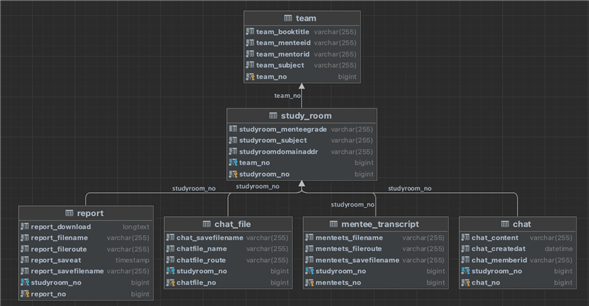 team
team_booktitle varchar(255)
team_menteeid varchar(255)
team_mentorid varchar(255)
team_subject varchar(255)
team_no bigint
team_no
study_room
studyroom_menteegrade varchar(255)
studyroom_subject varchar(255)
studyroomdomainaddr varchar(255)
team_no bigint
studyroom_no bigint
studyroom_no
studyroom_no
studyroom_no
studyroom_no
report
report_download longtext
report_filename varchar(255)
report_fileroute varchar(255)
report_saveat timestamp
report_savefilename varchar(255)
studyroom_no bigint
report_no bigint
chat_file
chat_savefilename varchar(255)
chatfile_name varchar(255)
chatfile_route varchar(255)
studyroom_no bigint
chatfile_no bigint
mentee_transcript
menteets_filename varchar(255)
menteets_fileroute varchar(255)
menteets_savefilename varchar(255)
studyroom_no bigint
menteets_no bigint
chat
chat_content varchar(255)
chat_createdat datetime
chat_memberid varchar(255)
studyroom_no bigint
chat_no bigint